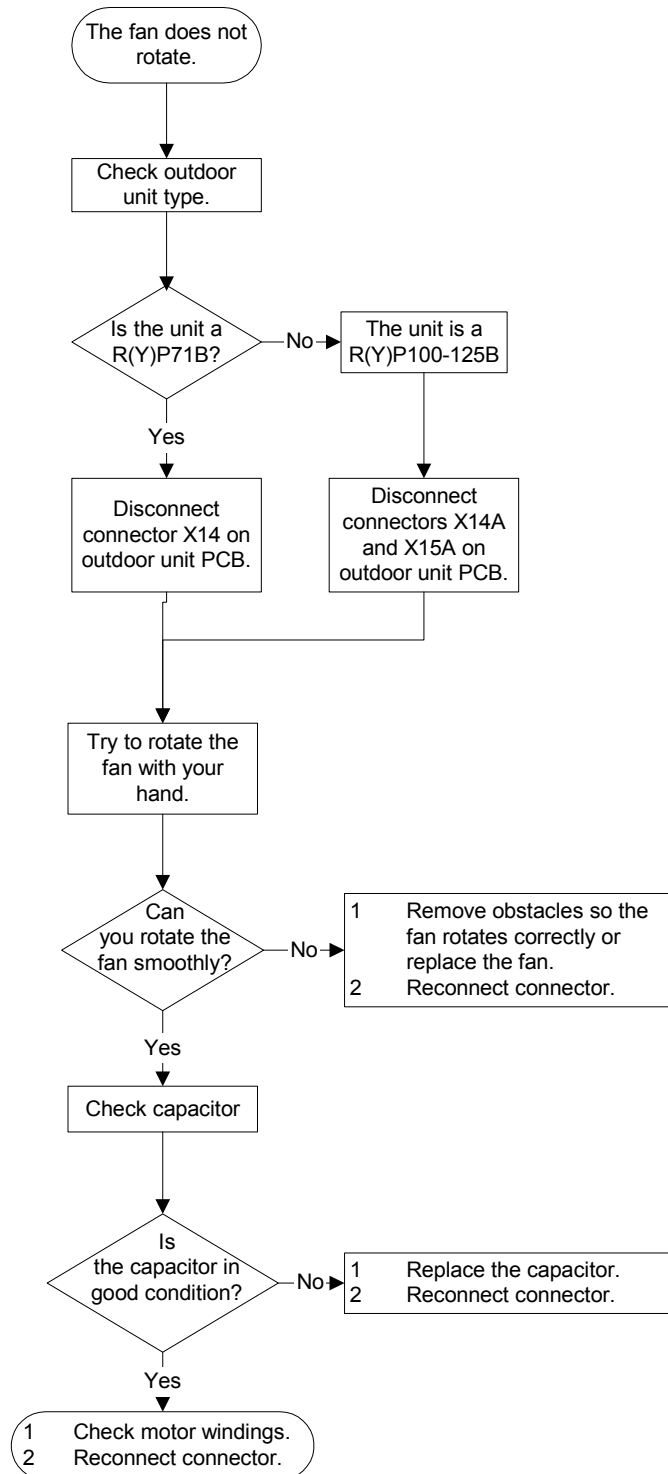 The fan does not
rotate.
Check outdoor
unit type.
Is the unit a
R(Y)P71B?
No
The unit is a
R(Y)P100-125B
Yes
Disconnect
connector X14 on
outdoor unit PCB.
Disconnect
connectors X14A
and X15A on
outdoor unit PCB.
Try to rotate the
fan with your
hand.
Can
you rotate the
fan smoothly?
No
1 Remove obstacles so the
fan rotates correctly or
replace the fan.
2 Reconnect connector.
Yes
Check capacitor
Is
the capacitor in
good condition?
No
1 Replace the capacitor.
2 Reconnect connector.
Yes
1 Check motor windings.
2 Reconnect connector.